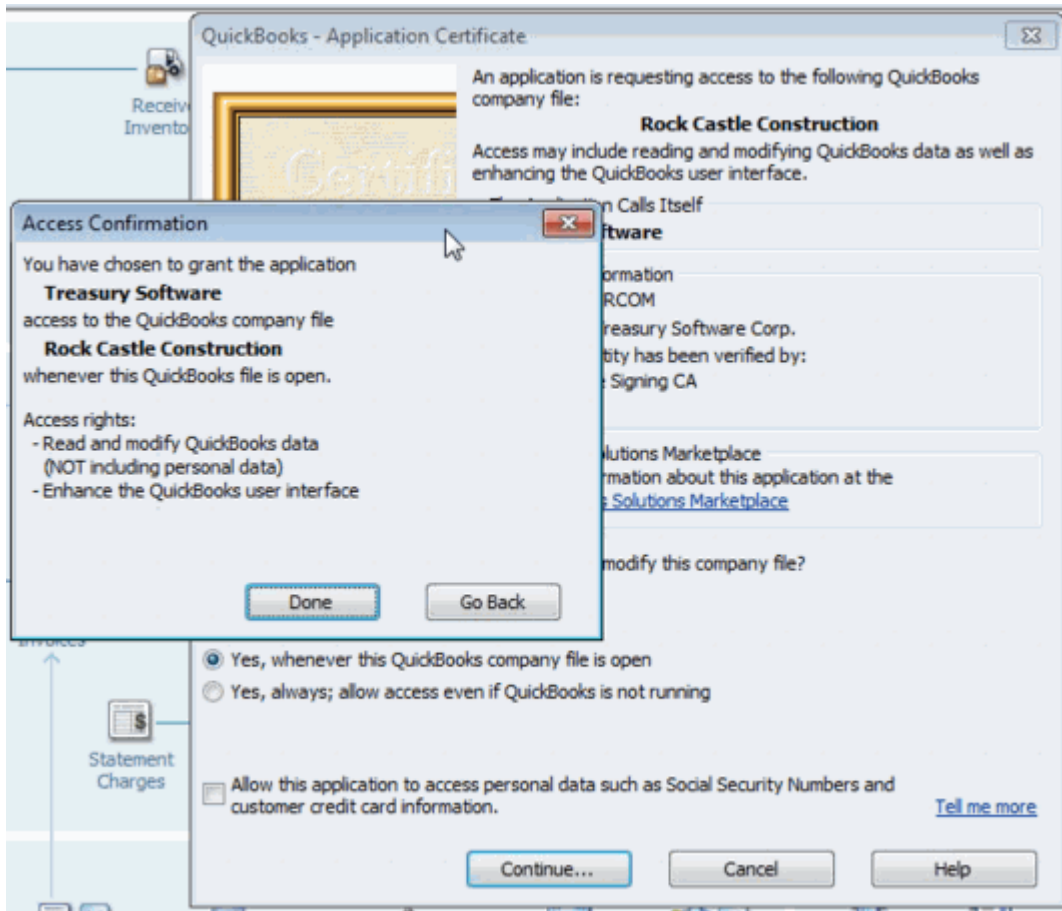 QuickBooks - Application Certificate
An application is requesting access to the following QuickBooks
company file:
Rock Castle Construction
Access may include reading and modifying QuickBooks data as well as
enhancing the QuickBooks user interface.
Calls Itself
ftware
ormation
RCOM
reasury Software Corp.
tity has been verified by:
Signing CA
lutions Marketplace
rmation about this application at the
s Solutions Marketplace
modify this company file?
Yes, whenever this QuickBooks company file is open
Yes, always; allow access even if QuickBooks is not running
Allow this application to access personal data such as Social Security Numbers and
customer credit card information.
Tell me more
Continue...
Cancel
Help
Access Confirmation
You have chosen to grant the application
Treasury Software
access to the QuickBooks company file
Rock Castle Construction
whenever this QuickBooks file is open.
Access rights:
- Read and modify QuickBooks data
(NOT including personal data)
- Enhance the QuickBooks user interface
Done
Go Back
Receiv
Invento
Statement
Charges